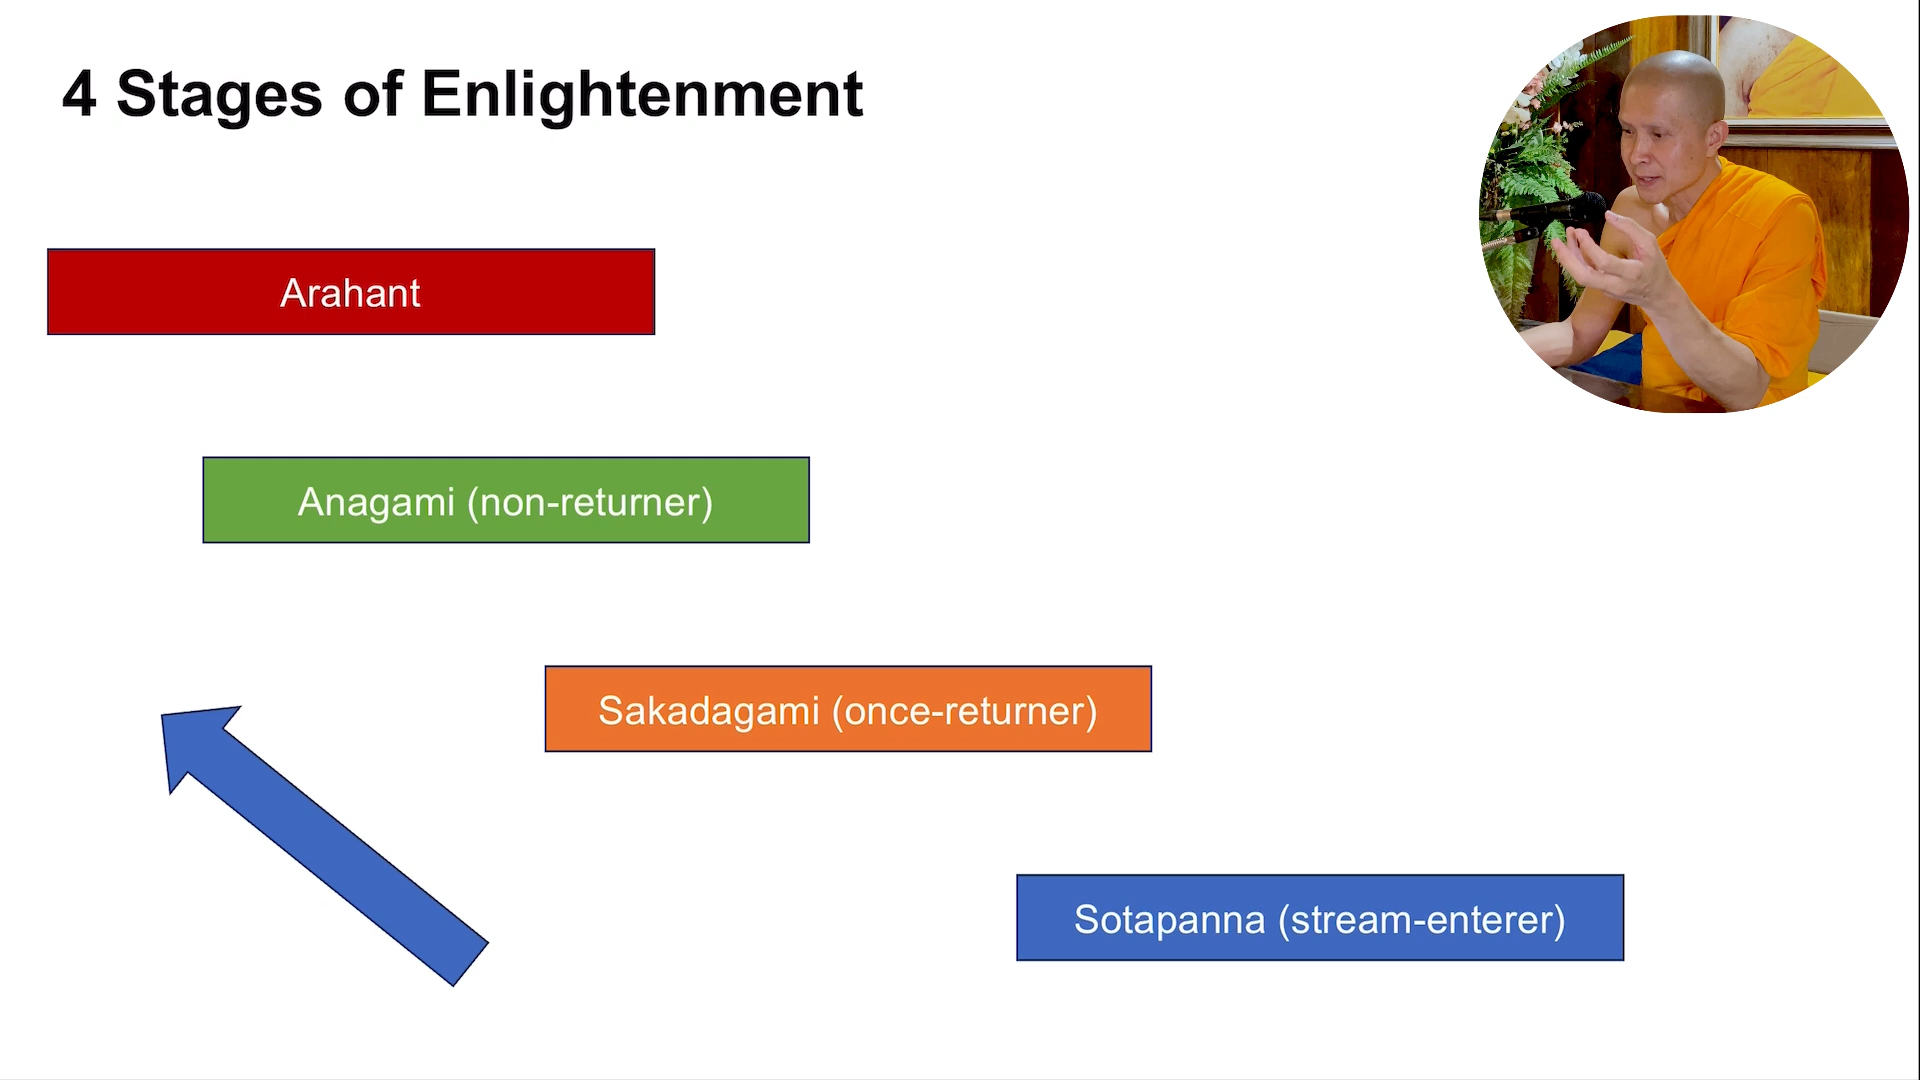 4 Stages of Enlightenment
Arahant
Anagami (non-returner)
Sakadagami (once-returner)
Sotapanna (stream-enterer)